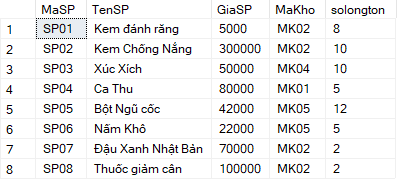 MaSP TenSP GiaSP MaKho solongton
1 SP01 Kem đánh răng 5000 MK02 8
2 SP02 Kem Chống Nắng 300000 MK02 10
3 SP03 Xúc Xích 50000 MK04 10
4 SP04 Ca Thu 80000 MK01 5
5 SP05 Bột Ngũ cốc 42000 MK05 12
6 SP06 Nấm Khô 22000 MK05 5
7 SP07 Đậu Xanh Nhật Bản 70000 MK02 2
8 SP08 Thuốc giảm cân 100000 MK02 2